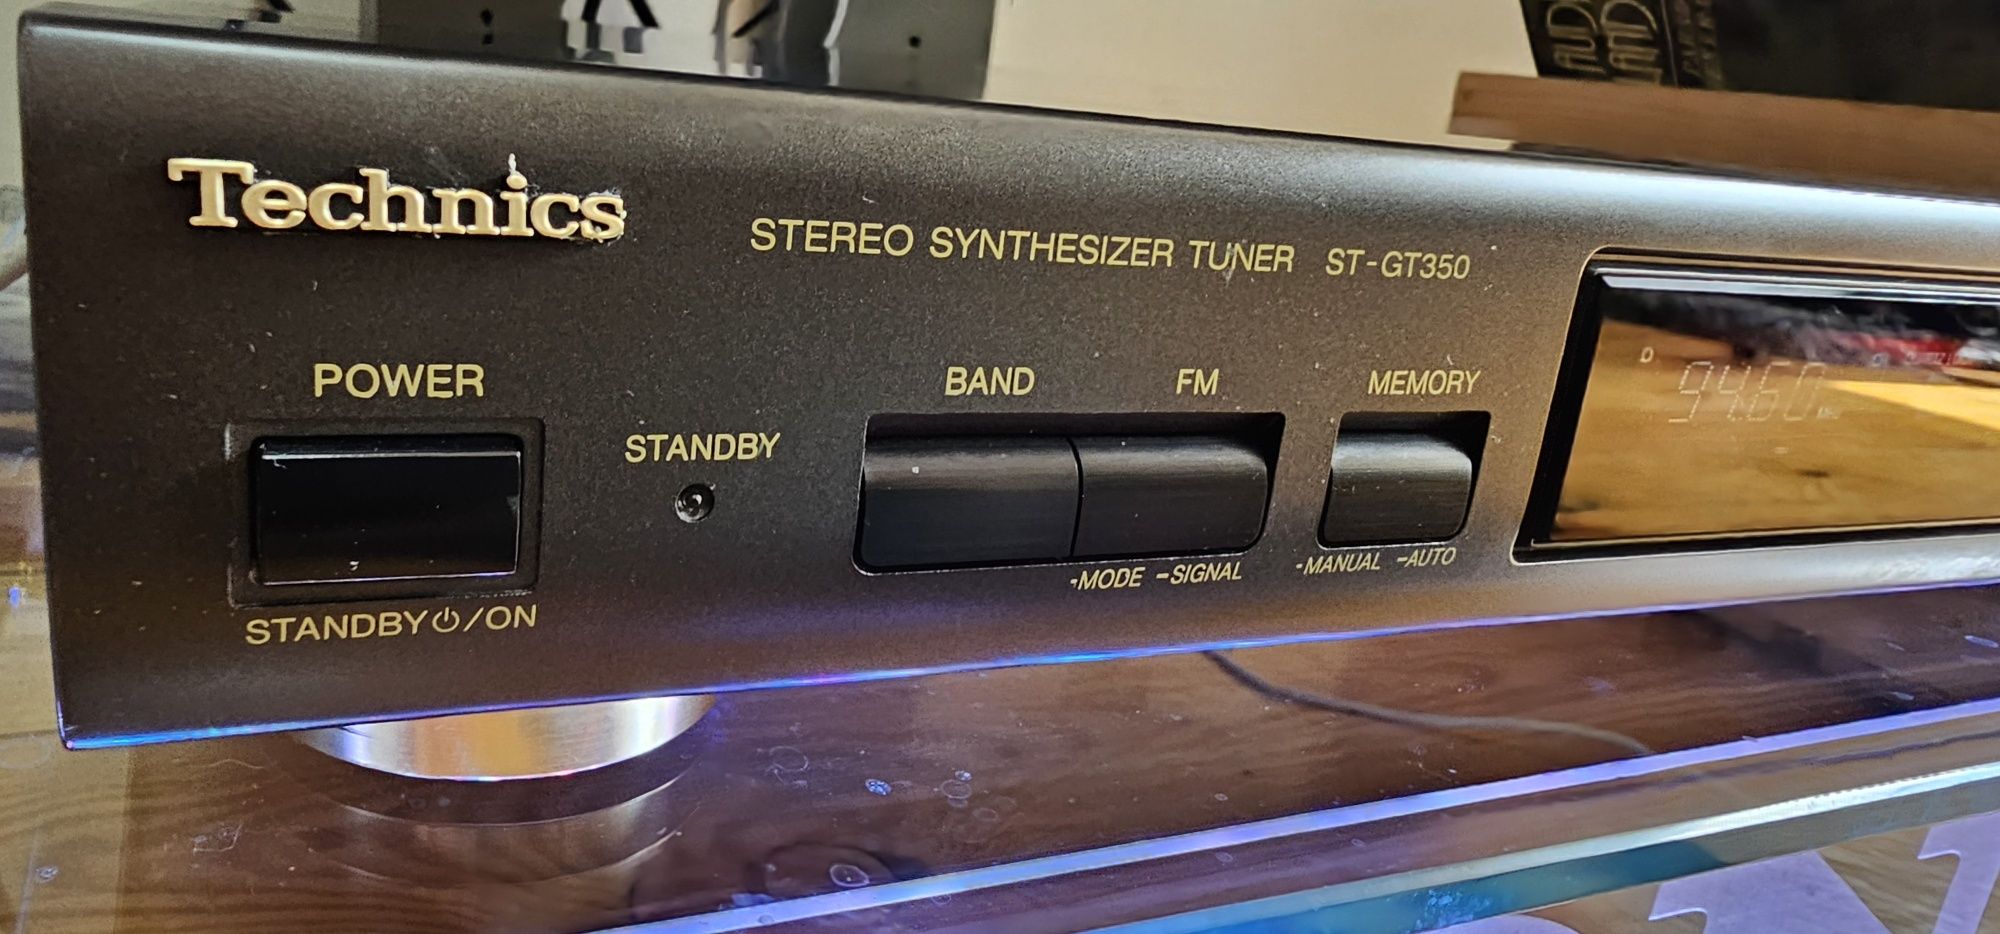 Technics
STEREO SYNTHESIZER TUNER ST-GT350
POWER
STANDBY
STANDBY⏻/ON
BAND
FM
MEMORY
-MODE -SIGNAL
-MANUAL -AUTO
94.60